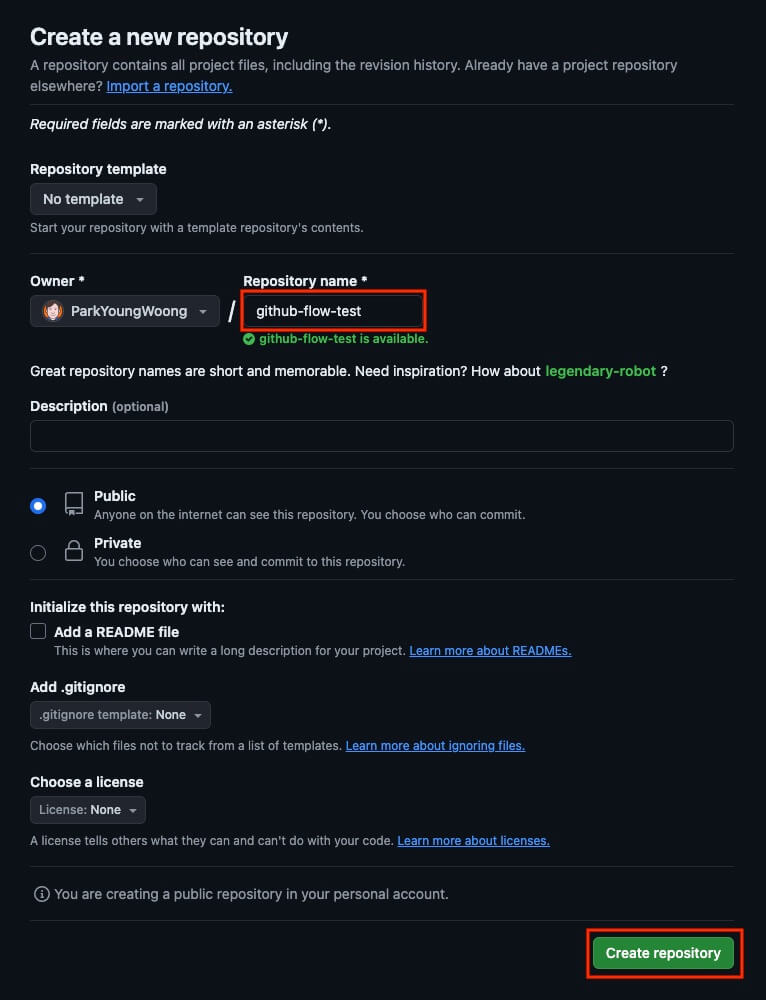 Create a new repository
A repository contains all project files, including the revision history. Already have a project repository
elsewhere? Import a repository.
Required fields are marked with an asterisk (*).
Repository template
No template
Start your repository with a template repository's contents.
Owner *
Repository name *
ParkYoungWoong
/
github-flow-test
github-flow-test is available.
Great repository names are short and memorable. Need inspiration? How about legendary-robot ?
Description (optional)
Public
Anyone on the internet can see this repository. You choose who can commit.
Private
You choose who can see and commit to this repository.
Initialize this repository with:
Add a README file
This is where you can write a long description for your project. Learn more about READMEs.
Add .gitignore
.gitignore template: None
Choose which files not to track from a list of templates. Learn more about ignoring files.
Choose a license
License: None
A license tells others what they can and can't do with your code. Learn more about licenses.
You are creating a public repository in your personal account.
Create repository